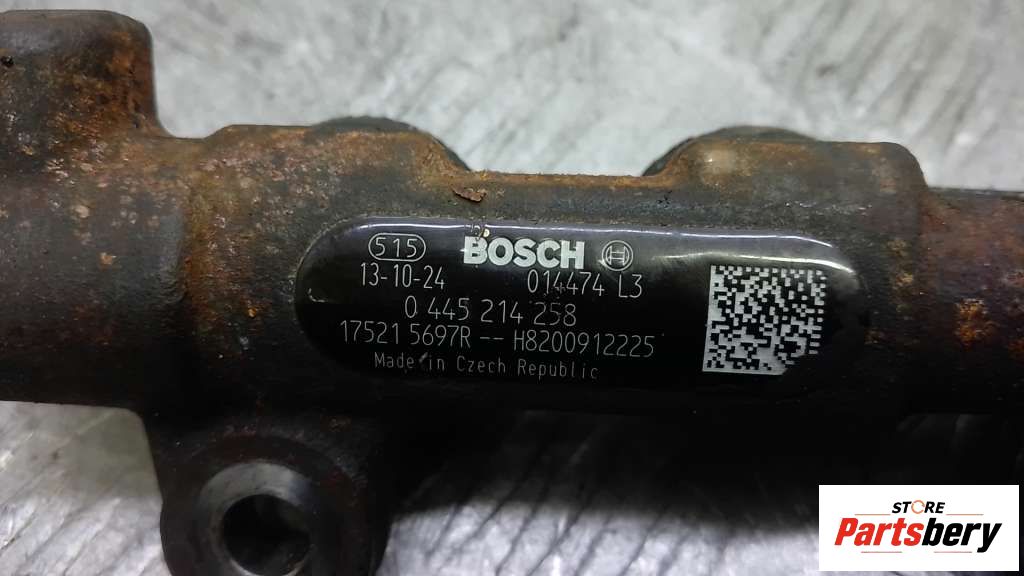 515 BOSCH
13-10-24 014474 L3
0 445 214 258
17521 5697R -- H8200912225
Made in Czech Republic
STORE
Partsbery